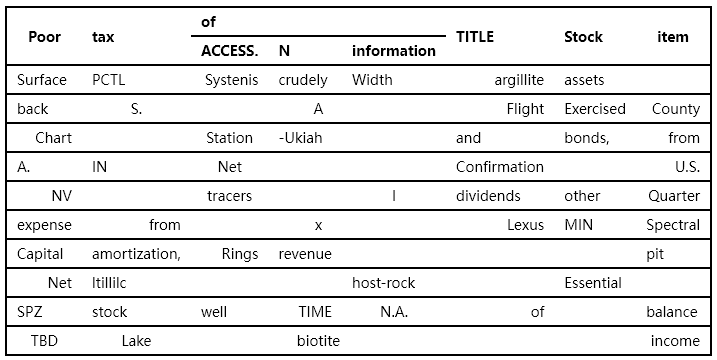 of
Poor tax TITLE Stock item
ACCESS. N information
Surface PCTL Systenis crudely Width argillite assets
back S. A Flight Exercised County
Chart Station -Ukiah and bonds, from
A. IN Net Confirmation U.S.
NV tracers I dividends other Quarter
expense from x Lexus MIN Spectral
Capital amortization, Rings revenue pit
Net Itillilc host-rock Essential
SPZ stock well TIME N.A. of balance
TBD Lake biotite income